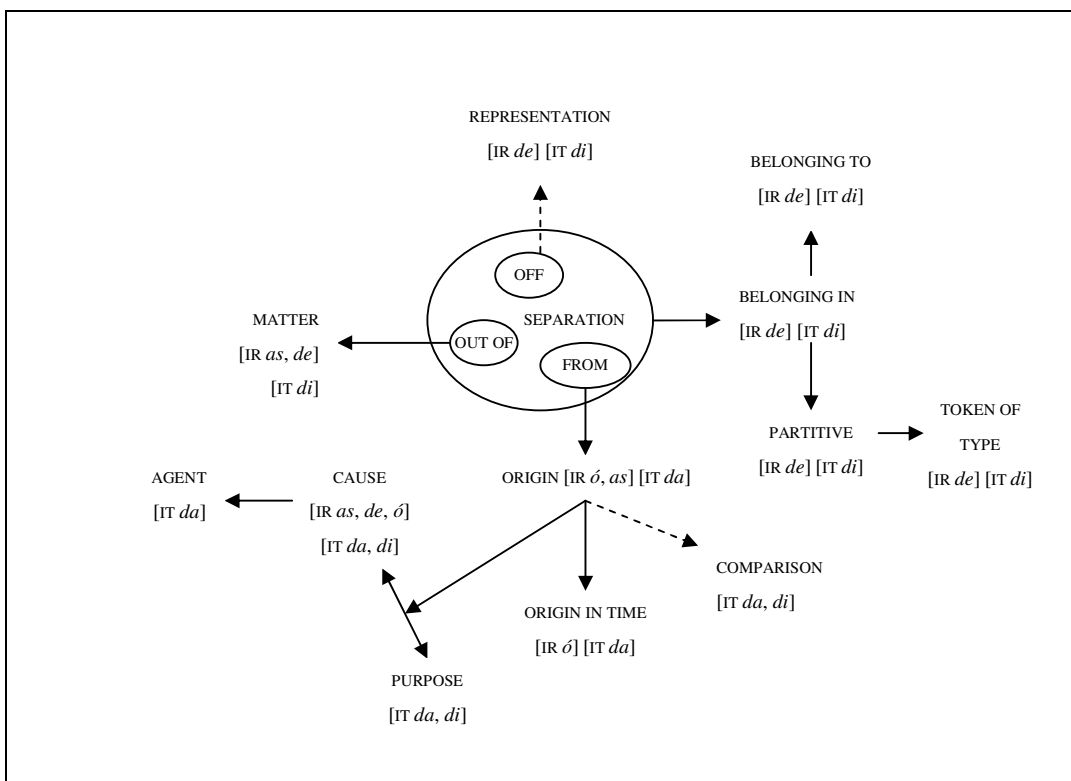 REPRESENTATION
[IR de] [IT di]
BELONGING TO
[IR de] [IT di]
OFF
SEPARATION
OUT OF
FROM
BELONGING IN
[IR de] [IT di]
MATTER
[IR as, de]
[IT di]
PARTITIVE
[IR de] [IT di]
TOKEN OF
TYPE
[IR de] [IT di]
ORIGIN [IR ó, as] [IT da]
AGENT
[IT da]
CAUSE
[IR as, de, ó]
[IT da, di]
COMPARISON
[IT da, di]
ORIGIN IN TIME
[IR ó] [IT da]
PURPOSE
[IT da, di]